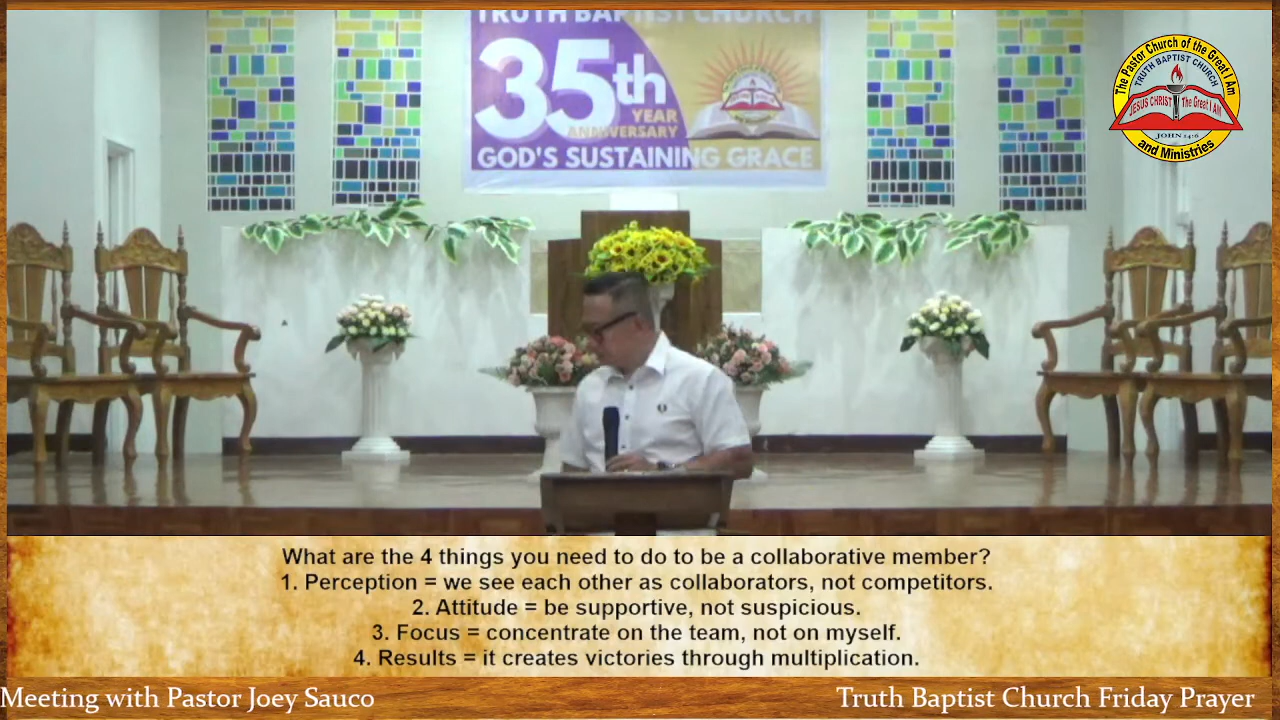 TRUTH BAPTIST CHURCH
35th
YEAR
ANNIVERSARY
GOD'S SUSTAINING GRACE
The Pastor Church of the Great I Am
TRUTH BAPTIST CHURCH
JESUS CHRIST The Great I AM
JOHN 14:6
and Ministries
What are the 4 things you need to do to be a collaborative member?
1. Perception = we see each other as collaborators, not competitors.
2. Attitude = be supportive, not suspicious.
3. Focus = concentrate on the team, not on myself.
4. Results = it creates victories through multiplication.
Meeting with Pastor Joey Sauco
Truth Baptist Church Friday Prayer